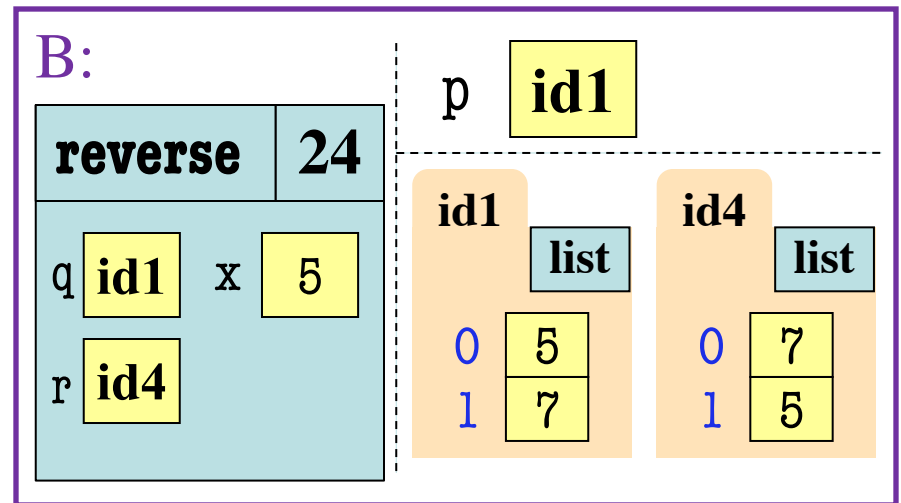 B:
reverse 24
q id1 x 5
r id4
p id1
id1
list
0 5
1 7
id4
list
0 7
1 5